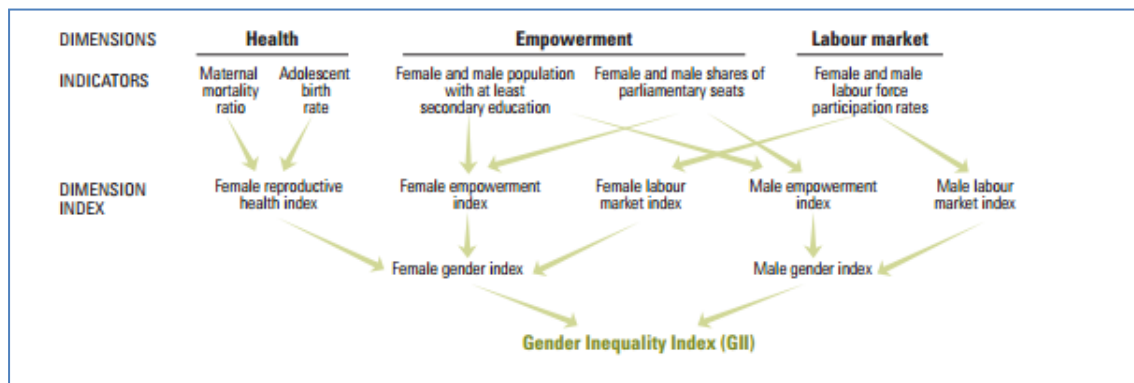 DIMENSIONS
Health
Empowerment
Labour market
INDICATORS
Maternal
mortality
ratio
Adolescent
birth
rate
Female and male population
with at least
secondary education
Female and male shares of
parliamentary seats
Female and male
labour force
participation rates
DIMENSION
INDEX
Female reproductive
health index
Female empowerment
index
Female labour
market index
Male empowerment
index
Male labour
market index
Female gender index
Male gender index
Gender Inequality Index (GII)